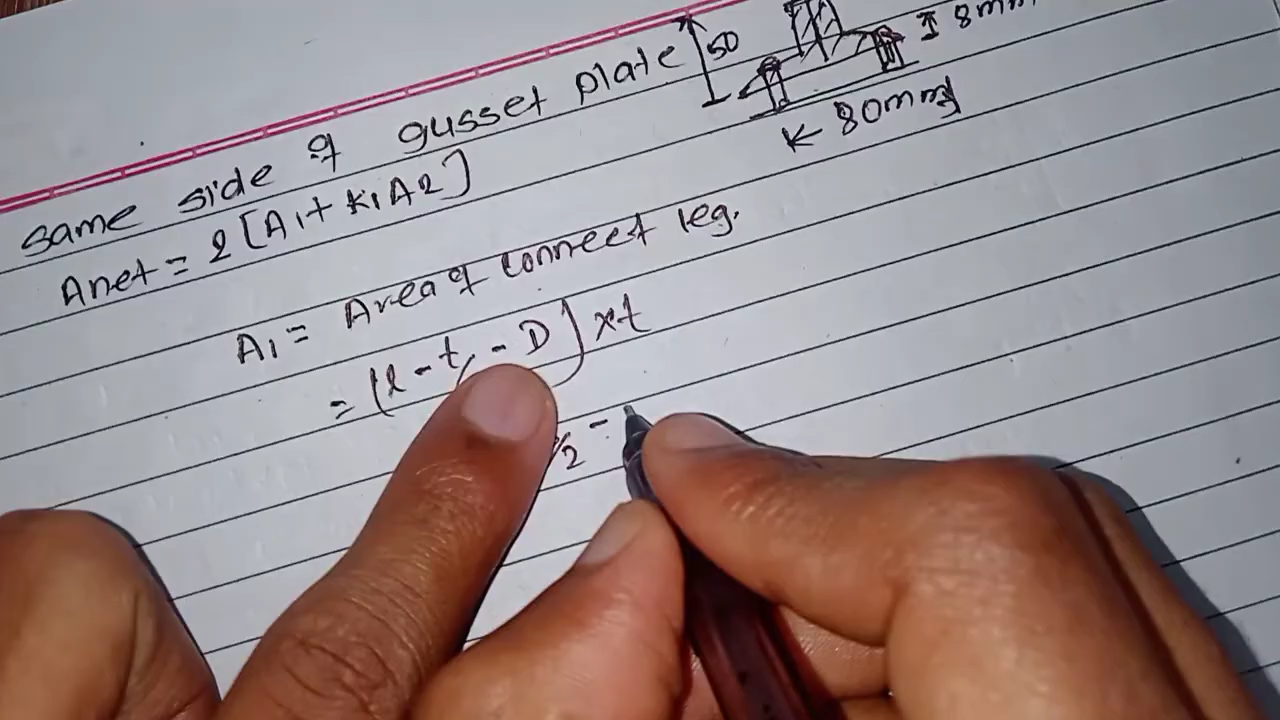 same side of gusset plate
50
8mm
80mm
Anet = 2 [A1 + K1A2]
A1 = Area of connect leg.
= (l - t/ - D) x t
/2 -